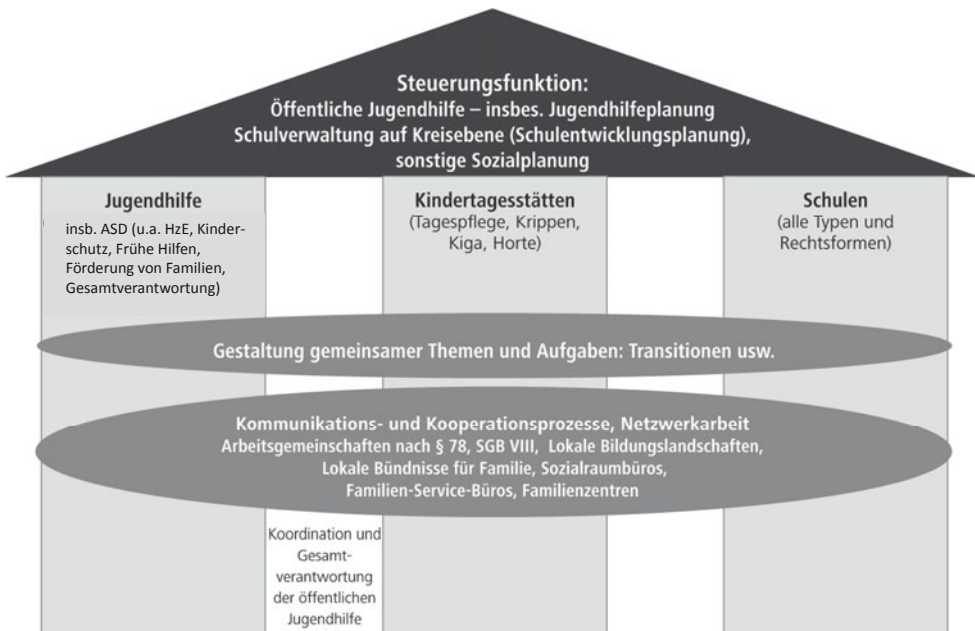 Steuerungsfunktion:
Öffentliche Jugendhilfe – insbes. Jugendhilfeplanung
Schulverwaltung auf Kreisebene (Schulentwicklungsplanung),
sonstige Sozialplanung
Jugendhilfe
insb. ASD (u.a. HzE, Kinder-
schutz, Frühe Hilfen,
Förderung von Familien,
Gesamtverantwortung)
Kindertagesstätten
(Tagespflege, Krippen,
Kiga, Horte)
Schulen
(alle Typen und
Rechtsformen)
Gestaltung gemeinsamer Themen und Aufgaben: Transitionen usw.
Kommunikations- und Kooperationsprozesse, Netzwerkarbeit
Arbeitsgemeinschaften nach § 78, SGB VIII, Lokale Bildungslandschaften,
Lokale Bündnisse für Familie, Sozialraumbüros,
Familien-Service-Büros, Familienzentren
Koordination und
Gesamt-
verantwortung
der öffentlichen
Jugendhilfe